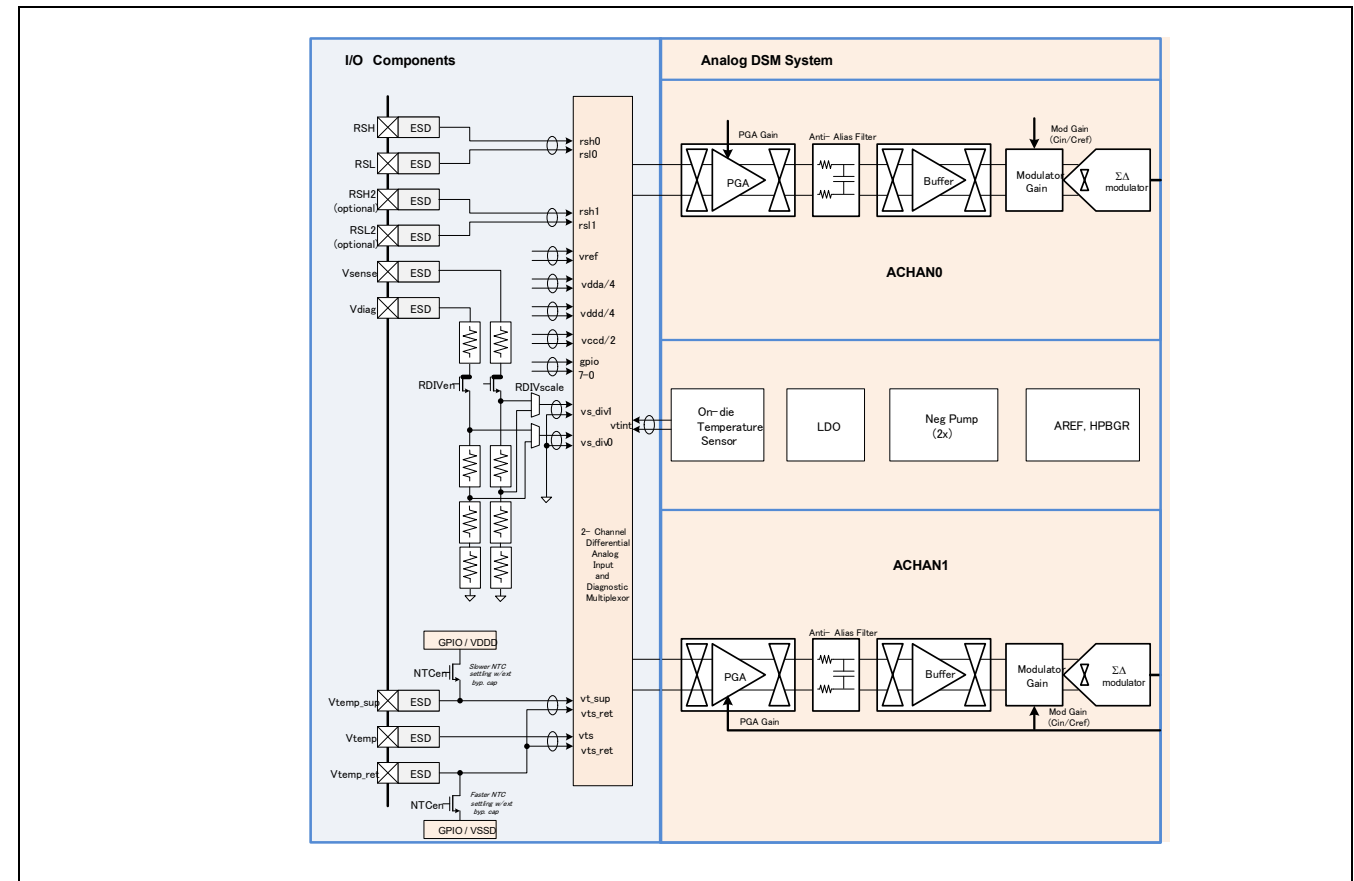 I/O Components
Analog DSM System
RSH
ESD
RSL
ESD
RSH2
(optional)
ESD
RSL2
(optional)
ESD
Vsense
ESD
Vdiag
ESD
rsh0
rsl0
rsh1
rsl1
vref
vdda/4
vddd/4
vccd/2
gpio
7-0
RDIVen
RDIVscale
vs_div1
vtint
vs_div0
2- Channel
Differential
Analog
Input
and
Diagnostic
Multiplexor
GPIO / VDDD
NTCen
Slower NTC
settling w/ext
byp. cap
Vtemp_sup
ESD
vt_sup
vts_ret
Vtemp
ESD
vts
vts_ret
Vtemp_ret
ESD
NTCen
Faster NTC
settling w/ext
byp. cap
GPIO / VSSD
PGA Gain
Anti- Alias Filter
Mod Gain
(Cin/Cref)
PGA
Buffer
Modulator
Gain
ΣΔ
modulator
ACHAN0
On-die
Temperature
Sensor
LDO
Neg Pump
(2x)
AREF, HPBGR
ACHAN1
Anti- Alias Filter
PGA
Buffer
Modulator
Gain
ΣΔ
modulator
PGA Gain
Mod Gain
(Cin/Cref)